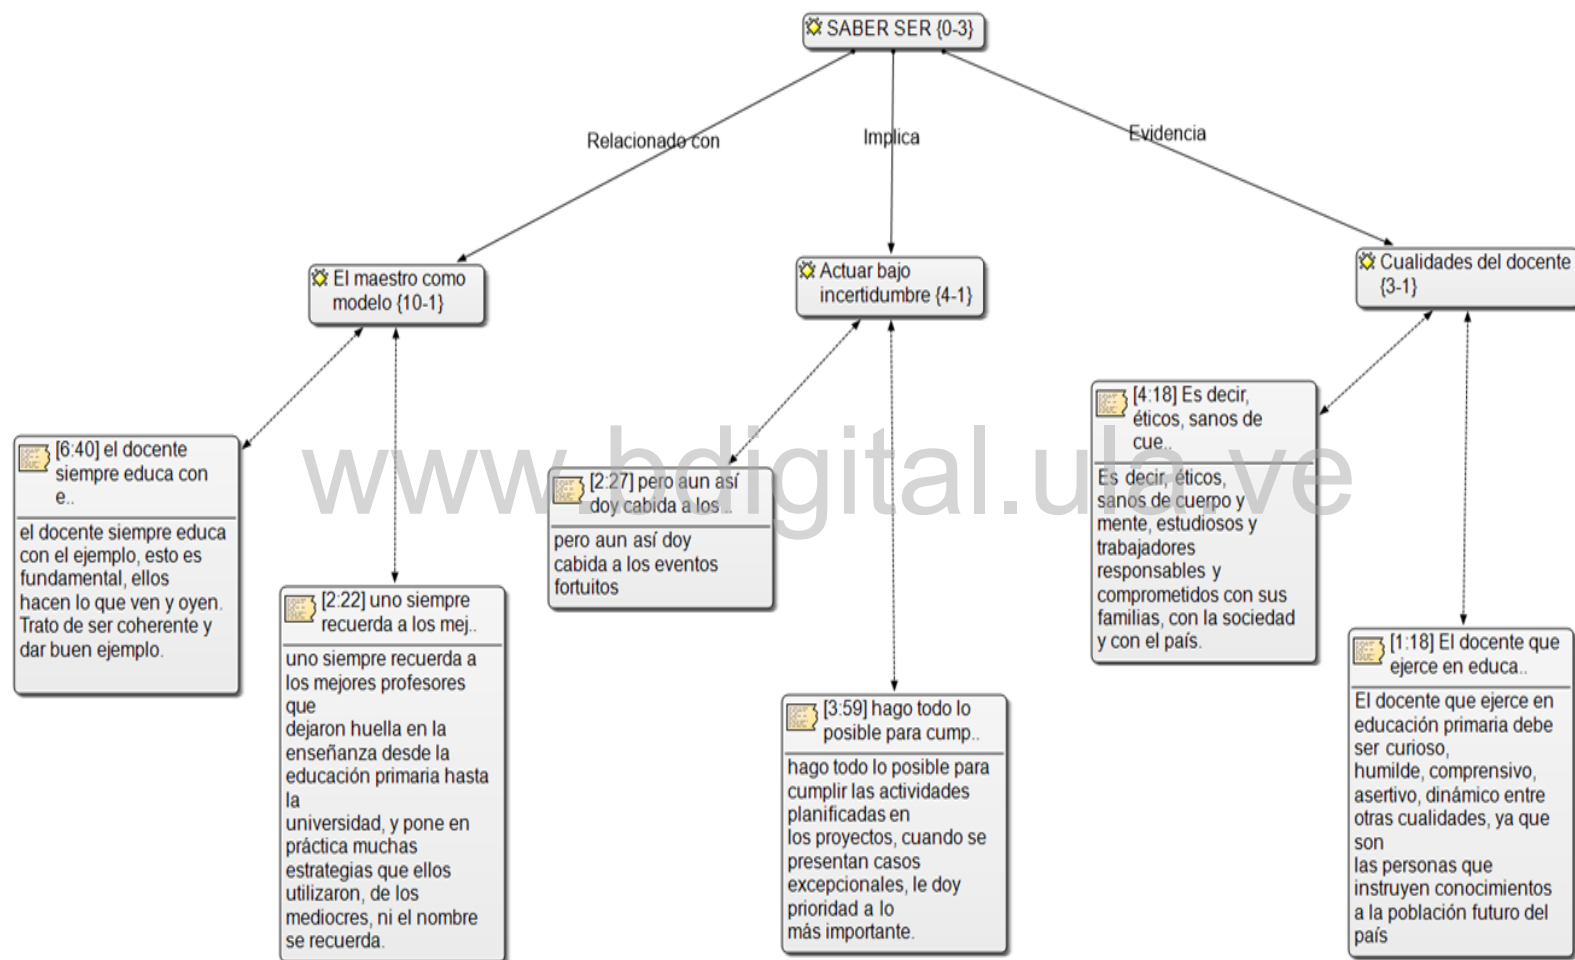 SABER SER {0-3}
Relacionado con
Implica
Evidencia
El maestro como
modelo {10-1}
Actuar bajo
incertidumbre {4-1}
Cualidades del docente
{3-1}
[6:40] el docente
siempre educa con
e..
el docente siempre educa
con el ejemplo, esto es
fundamental, ellos
hacen lo que ven y oyen.
Trato de ser coherente y
dar buen ejemplo.
[2:22] uno siempre
recuerda a los mej..
uno siempre recuerda a
los mejores profesores
que
dejaron huella en la
enseñanza desde la
educación primaria hasta
la
universidad, y pone en
práctica muchas
estrategias que ellos
utilizaron, de los
mediocres, ni el nombre
se recuerda.
[2:27] pero aun así
doy cabida a los ..
pero aun así doy
cabida a los eventos
fortuitos
[3:59] hago todo lo
posible para cump..
hago todo lo posible para
cumplir las actividades
planificadas en
los proyectos, cuando se
presentan casos
excepcionales, le doy
prioridad a lo
más importante.
[4:18] Es decir,
éticos, sanos de
cue..
Es decir, éticos,
sanos de cuerpo y
mente, estudiosos y
trabajadores
responsables y
comprometidos con sus
familias, con la sociedad
y con el país.
[1:18] El docente que
ejerce en educa..
El docente que ejerce en
educación primaria debe
ser curioso,
humilde, comprensivo,
asertivo, dinámico entre
otras cualidades, ya que
son
las personas que
instruyen conocimientos
a la población futuro del
país
www.bdigital.ula.ve